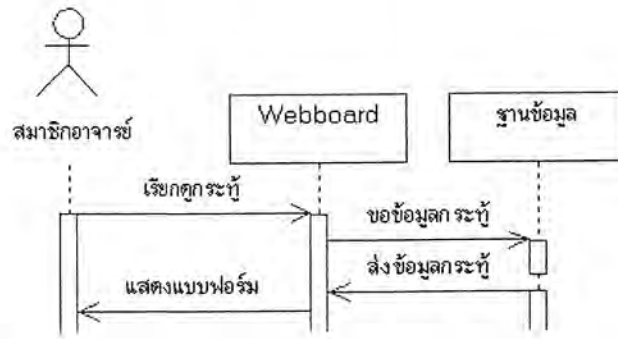 สมาชิกอาจารย์
Webboard
ฐานข้อมูล
เรียกดูกระทู้
ขอข้อมูลกระทู้
ส่งข้อมูลกระทู้
แสดงแบบฟอร์ม